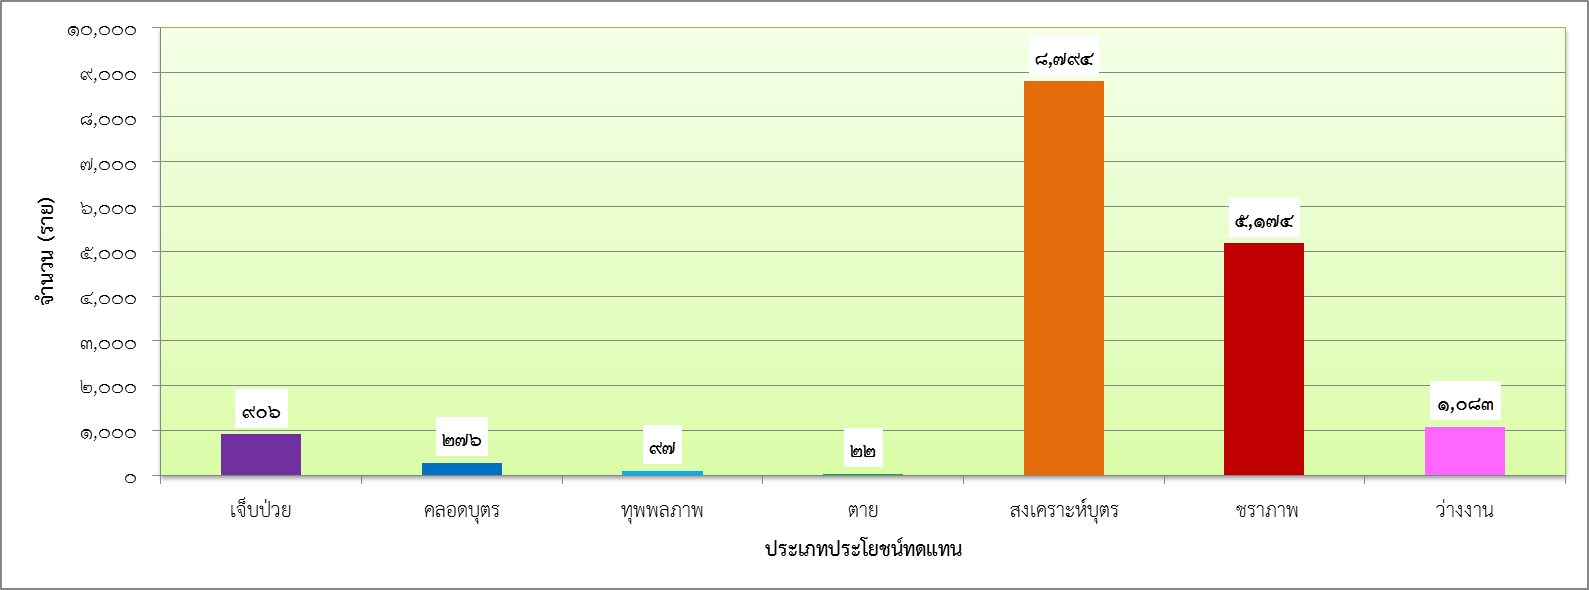 ๑๐,๐๐๐
๙,๐๐๐
๘,๐๐๐
๗,๐๐๐
๖,๐๐๐
๕,๐๐๐
๔,๐๐๐
๓,๐๐๐
๒,๐๐๐
๑,๐๐๐
๐
จำนวน (ราย)
๙๐๖
๒๗๖
๙๗
๒๒
๘,๗๙๔
๕,๑๗๔
๑,๐๘๓
เจ็บป่วย
คลอดบุตร
ทุพพลภาพ
ตาย
สงเคราะห์บุตร
ชราภาพ
ว่างงาน
ประเภทประโยชน์ทดแทน